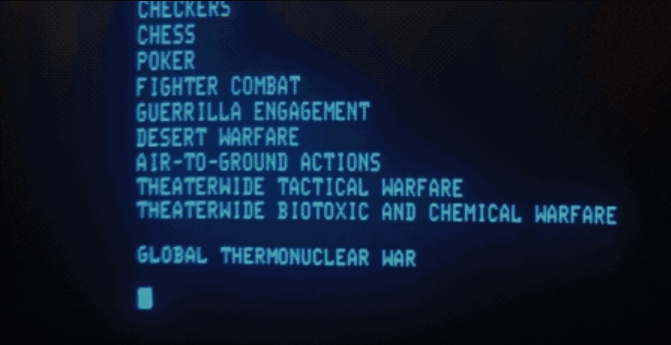 CHECKERS
CHESS
POKER
FIGHTER COMBAT
GUERRILLA ENGAGEMENT
DESERT WARFARE
AIR-TO-GROUND ACTIONS
THEATERWIDE TACTICAL WARFARE
THEATERWIDE BIOTOXIC AND CHEMICAL WARFARE
GLOBAL THERMONUCLEAR WAR